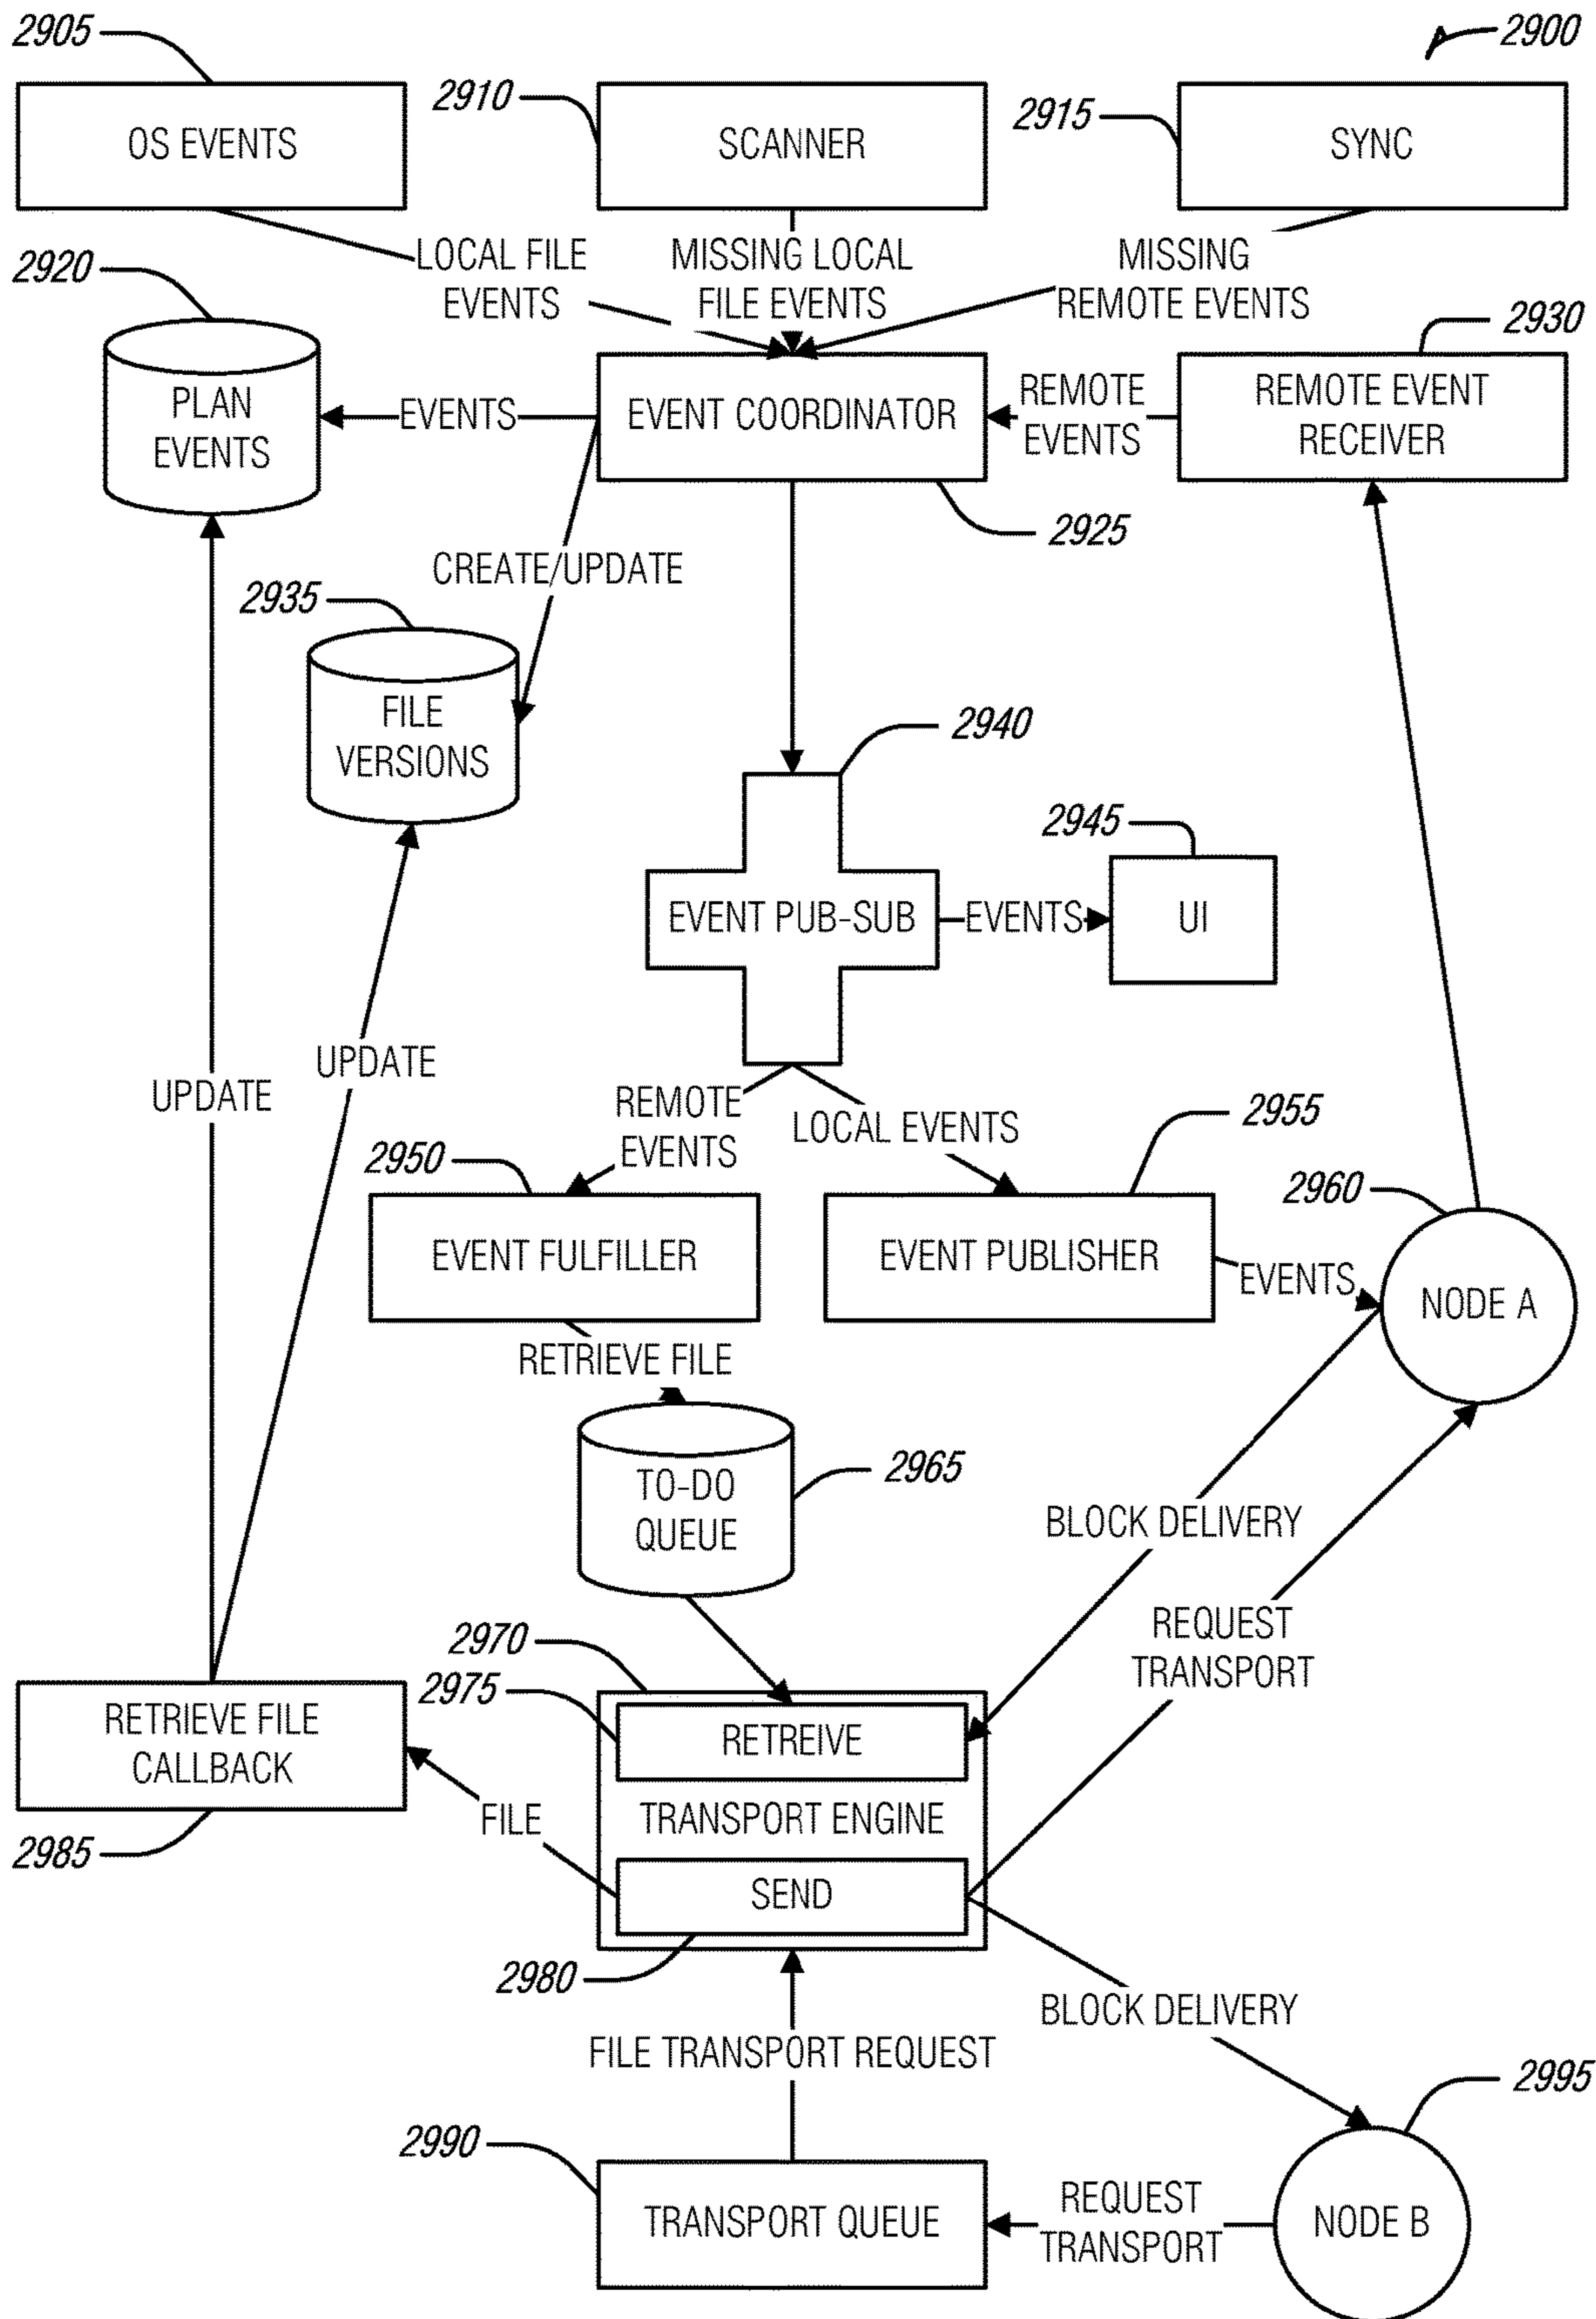 2905
2900
2910
2915
OS EVENTS
SCANNER
SYNC
LOCAL FILE
EVENTS
MISSING LOCAL
FILE EVENTS
MISSING
REMOTE EVENTS
2920
2930
PLAN
EVENTS
EVENTS
EVENT COORDINATOR
REMOTE
EVENTS
REMOTE EVENT
RECEIVER
2925
CREATE/UPDATE
2935
FILE
VERSIONS
2940
2945
EVENT PUB-SUB
EVENTS
UI
UPDATE
UPDATE
REMOTE
EVENTS
LOCAL EVENTS
2950
2955
2960
EVENT FULFILLER
EVENT PUBLISHER
EVENTS
NODE A
RETRIEVE FILE
TO-DO
QUEUE
2965
BLOCK DELIVERY
REQUEST
TRANSPORT
2970
2975
RETRIEVE FILE
CALLBACK
RETREIVE
TRANSPORT ENGINE
FILE
SEND
2985
2980
BLOCK DELIVERY
FILE TRANSPORT REQUEST
2995
2990
TRANSPORT QUEUE
REQUEST
TRANSPORT
NODE B